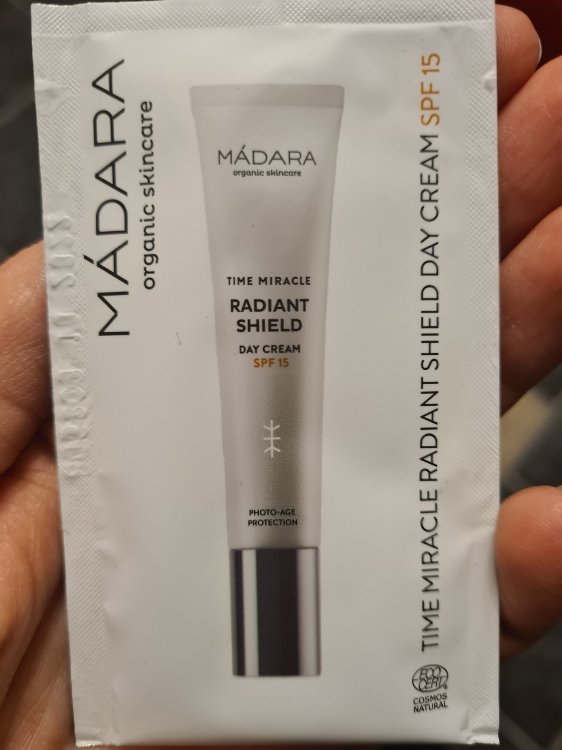 MÁDARA
organic skincare
MÁDARA
organic skincare
TIME MIRACLE
RADIANT
SHIELD
DAY CREAM
SPF 15
PHOTO-AGE
PROTECTION
TIME MIRACLE RADIANT SHIELD DAY CREAM SPF 15
ECO
CERT
COSMOS
NATURAL